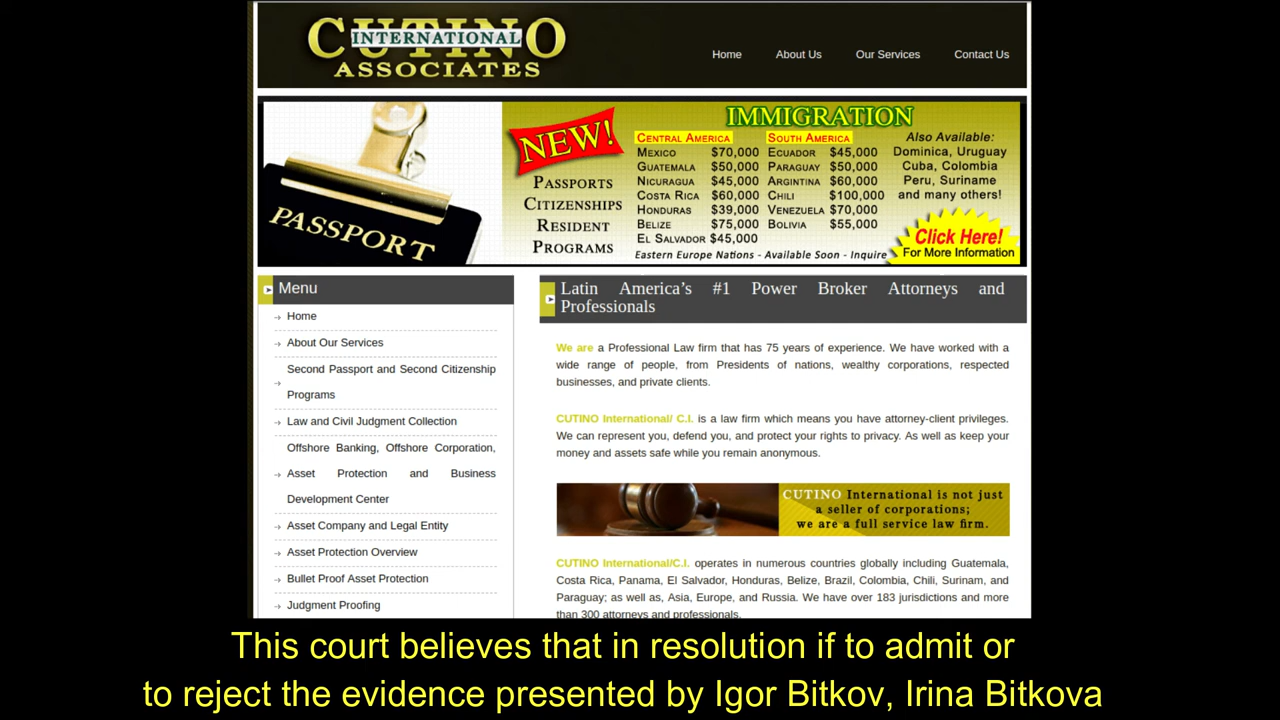 CUTINO
INTERNATIONAL
ASSOCIATES
Home About Us Our Services Contact Us
PASSPORT
NEW!
PASSPORTS
CITIZENSHIPS
RESIDENT
PROGRAMS
IMMIGRATION
CENTRAL AMERICA
MEXICO $70,000
GUATEMALA $50,000
NICURAGUA $45,000
COSTA RICA $60,000
HONDURAS $39,000
BELIZE $75,000
EL SALVADOR $45,000
SOUTH AMERICA
ECUADOR $45,000
PARAGUAY $50,000
ARGINTINA $60,000
CHILI $100,000
VENEZUELA $70,000
BOLIVIA $55,000
Eastern Europe Nations - Available Soon - Inquire
Also Available:
Dominica, Uruguay
Cuba, Colombia
Peru, Suriname
and many others!
Click Here!
For More Information
Menu
Home
About Our Services
Second Passport and Second Citizenship
Programs
Law and Civil Judgment Collection
Offshore Banking, Offshore Corporation,
Asset Protection and Business
Development Center
Asset Company and Legal Entity
Asset Protection Overview
Bullet Proof Asset Protection
Judgment Proofing
Latin America's #1 Power Broker Attorneys and
Professionals
We are a Professional Law firm that has 75 years of experience. We have worked with a
wide range of people, from Presidents of nations, wealthy corporations, respected
businesses, and private clients.
CUTINO International/ C.I. is a law firm which means you have attorney-client privileges.
We can represent you, defend you, and protect your rights to privacy. As well as keep your
money and assets safe while you remain anonymous.
CUTINO International is not just
a seller of corporations;
we are a full service law firm.
CUTINO International/C.I. operates in numerous countries globally including Guatemala,
Costa Rica, Panama, El Salvador, Honduras, Belize, Brazil, Colombia, Chili, Surinam, and
Paraguay; as well as, Asia, Europe, and Russia. We have over 183 jurisdictions and more
than 300 attorneys and professionals.
This court believes that in resolution if to admit or
to reject the evidence presented by Igor Bitkov, Irina Bitkova